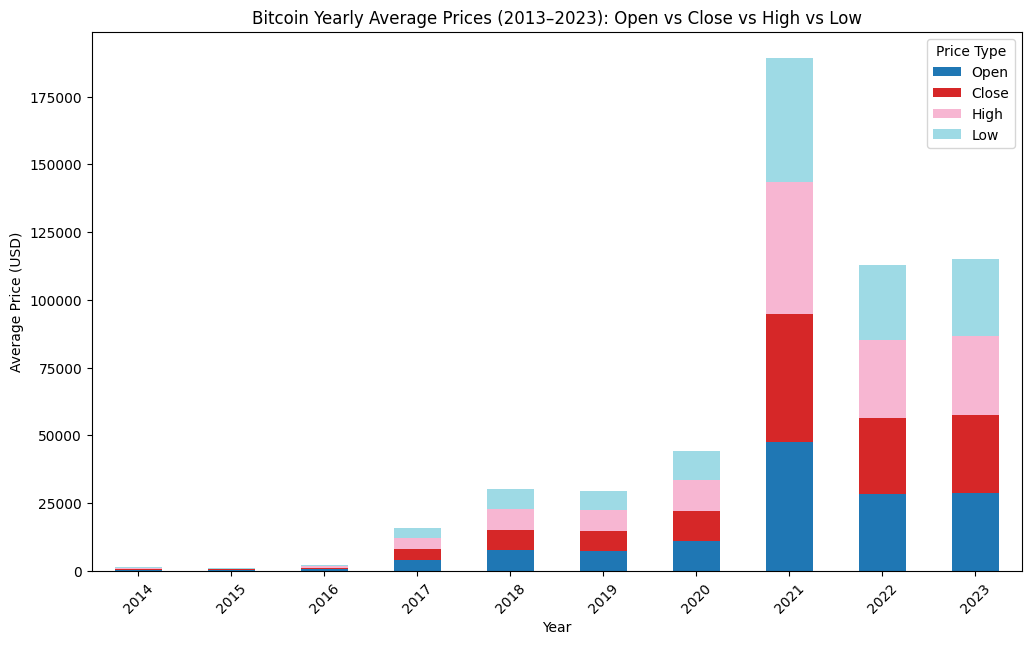 Bitcoin Yearly Average Prices (2013–2023): Open vs Close vs High vs Low
Price Type
Open
Close
High
Low
Average Price (USD)
175000
150000
125000
100000
75000
50000
25000
0
2014
2015
2016
2017
2018
2019
2020
2021
2022
2023
Year